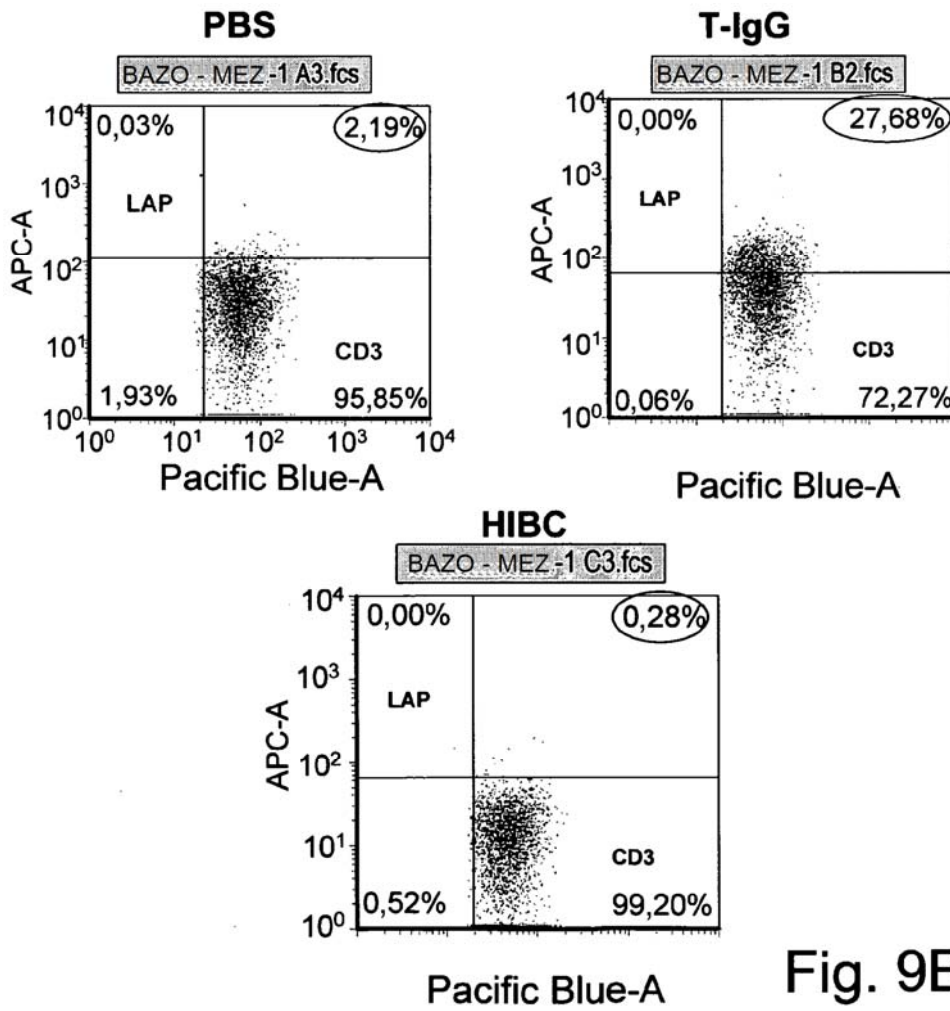 PBS
BAZO - MEZ -1 A3.fcs
10⁴
0,03%
2,19%
10³
LAP
APC-A
10²
10¹
CD3
1,93%
95,85%
10⁰
10⁰ 10¹ 10² 10³ 10⁴
Pacific Blue-A
T-IgG
BAZO - MEZ -1 B2.fcs
10⁴
0,00%
27,68%
10³
LAP
APC-A
10²
10¹
CD3
0,06%
72,27%
10⁰
Pacific Blue-A
HIBC
BAZO - MEZ -1 C3.fcs
10⁴
0,00%
0,28%
10³
LAP
APC-A
10²
10¹
CD3
0,52%
99,20%
10⁰
Pacific Blue-A
Fig. 9E